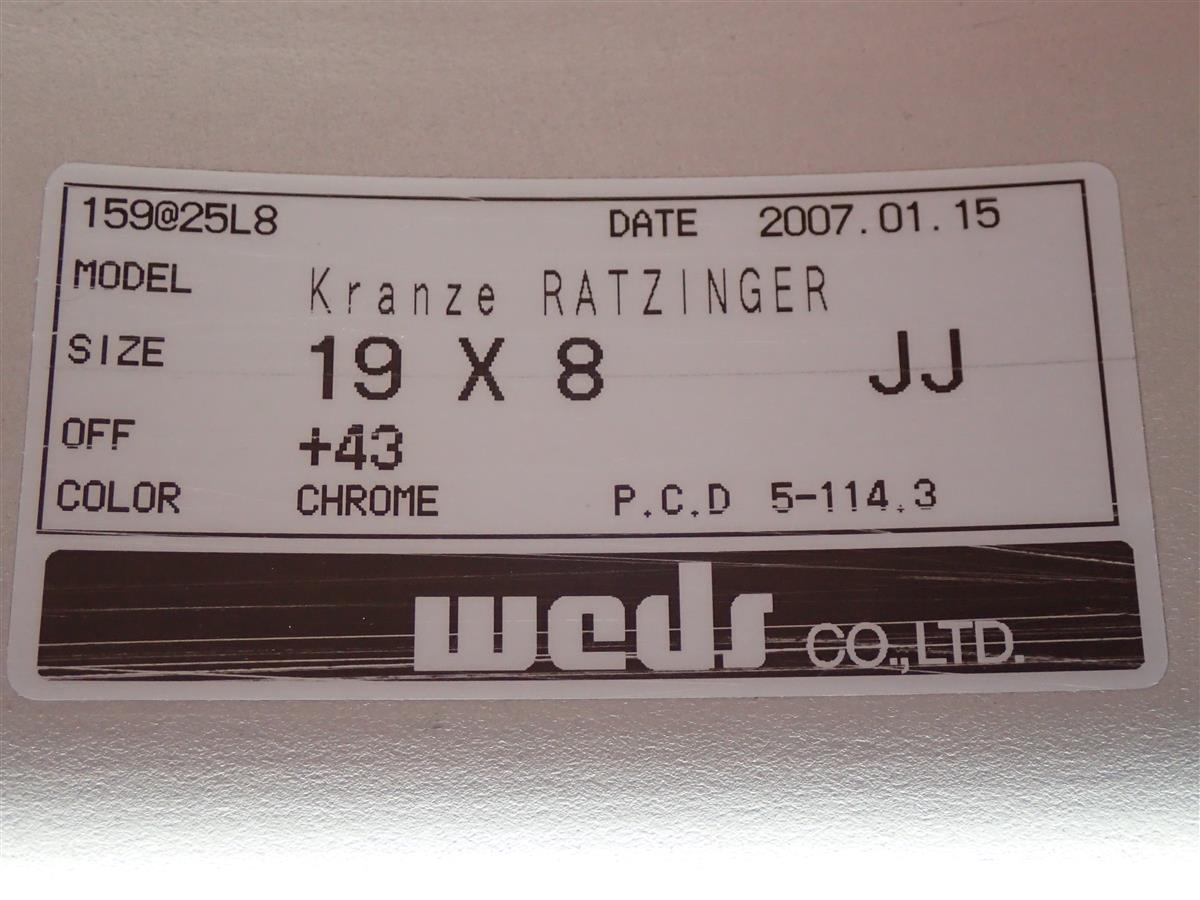 159@25L8 DATE 2007.01.15
MODEL Kranze RATZINGER
SIZE 19 X 8 JJ
OFF +43
COLOR CHROME P.C.D 5-114.3
weds CO.,LTD.